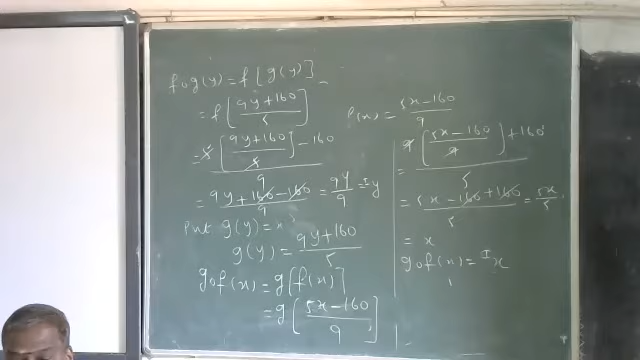 fog(y) = f[g(y)]
= f[(9y+160)/5]
= 5[(9y+160)/5] - 160 / 9
= (9y+160-160)/9 = 9y/9 = Iy
Put g(y) = x
g(y) = (9y+160)/5
gof(x) = g[f(x)]
= g[(5x-160)/9]
f(x) = (5x-160)/9
= 9[(5x-160)/9] + 160 / 5
= (5x-160+160)/5 = 5x/5
= x
gof(x) = Ix